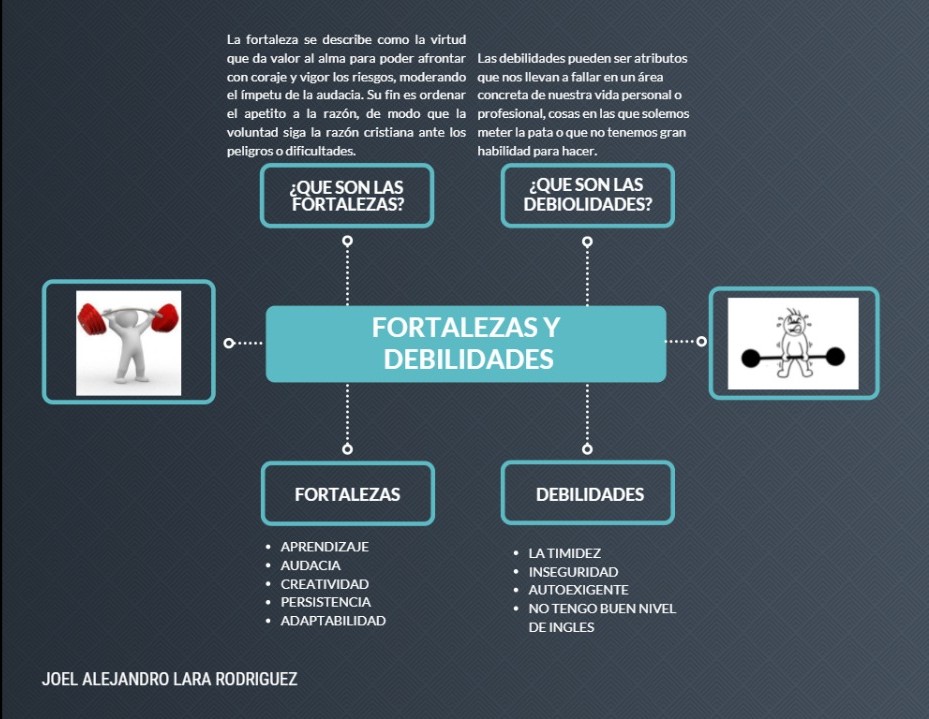 La fortaleza se describe como la virtud
que da valor al alma para poder afrontar
con coraje y vigor los riesgos, moderando
el ímpetu de la audacia. Su fin es ordenar
el apetito a la razón, de modo que la
voluntad siga la razón cristiana ante los
peligros o dificultades.
Las debilidades pueden ser atributos
que nos llevan a fallar en un área
concreta de nuestra vida personal o
profesional, cosas en las que solemos
meter la pata o que no tenemos gran
habilidad para hacer.
¿QUE SON LAS
FORTALEZAS?
¿QUE SON LAS
DEBIOLIDADES?
FORTALEZAS Y
DEBILIDADES
FORTALEZAS
DEBILIDADES
• APRENDIZAJE
• AUDACIA
• CREATIVIDAD
• PERSISTENCIA
• ADAPTABILIDAD
• LA TIMIDEZ
• INSEGURIDAD
• AUTOEXIGENTE
• NO TENGO BUEN NIVEL
DE INGLES
JOEL ALEJANDRO LARA RODRIGUEZ